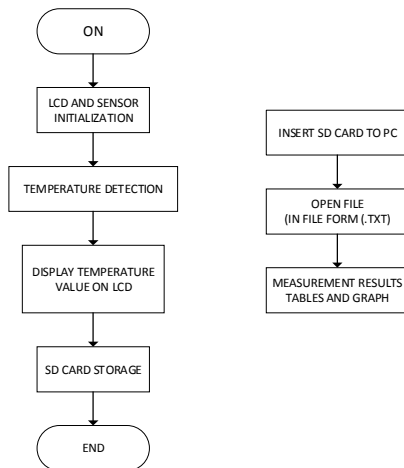 ON
LCD AND SENSOR
INITIALIZATION
TEMPERATURE DETECTION
DISPLAY TEMPERATURE
VALUE ON LCD
SD CARD STORAGE
END
INSERT SD CARD TO PC
OPEN FILE
(IN FILE FORM (.TXT)
MEASUREMENT RESULTS
TABLES AND GRAPH